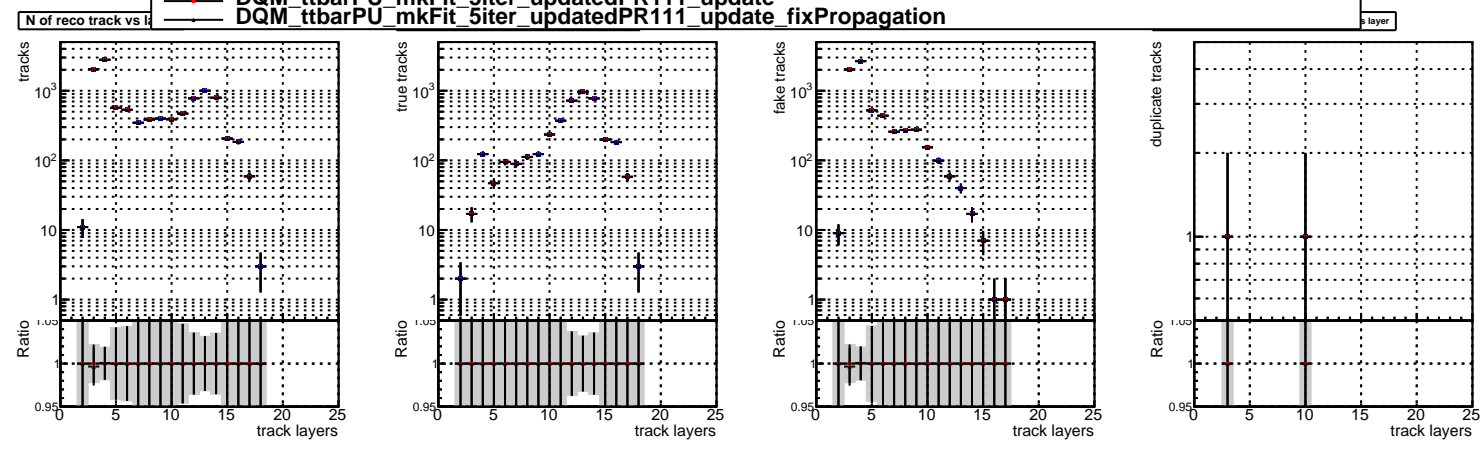 DQM_ttbarPU_mkFit_5iter_updatedPR111_update
DQM_ttbarPU_mkFit_5iter_updatedPR111_update_fixPropagation
N of reco track vs la
s layer
tracks
10³
10²
10
1
Ratio
1.05
1
0.95
0 5 10 15 20 25
track layers
true tracks
10³
10²
10
1
Ratio
1.05
1
0.95
0 5 10 15 20 25
track layers
fake tracks
10³
10²
10
1
Ratio
1.05
1
0.95
0 5 10 15 20 25
track layers
duplicate tracks
1
Ratio
1.05
1
0.95
0 5 10 15 20 25
track layers